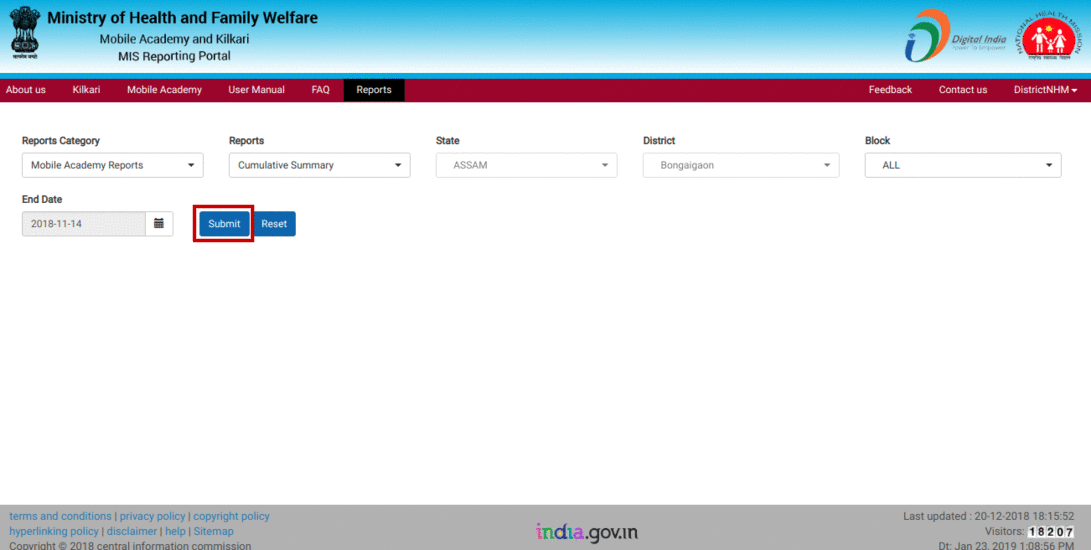 Ministry of Health and Family Welfare
Mobile Academy and Kilkari
MIS Reporting Portal
Digital India
Power To Empower
NATIONAL HEALTH MISSION
About us Kilkari Mobile Academy User Manual FAQ Reports Feedback Contact us DistrictNHM
Reports Category Reports State District Block
Mobile Academy Reports Cumulative Summary ASSAM Bongaigaon ALL
End Date
2018-11-14 Submit Reset
terms and conditions | privacy policy | copyright policy
hyperlinking policy | disclaimer | help | Sitemap
Copyright © 2018 central information commission
india.gov.in
Last updated : 20-12-2018 18:15:52
Visitors: 18207
Dt: Jan 23, 2019 1:08:56 PM